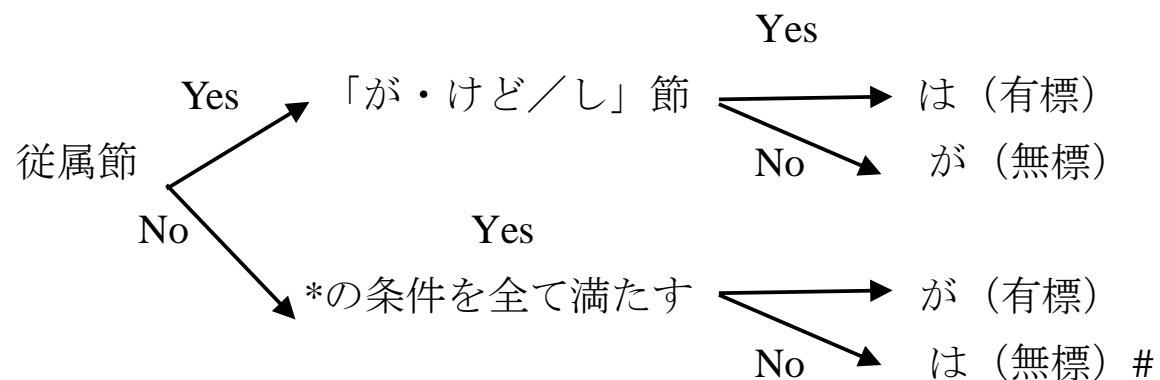 Yes
Yes 「が・けど／し」節 は（有標）
従属節 No が（無標）
No Yes
*の条件を全て満たす が（有標）
No は（無標）#